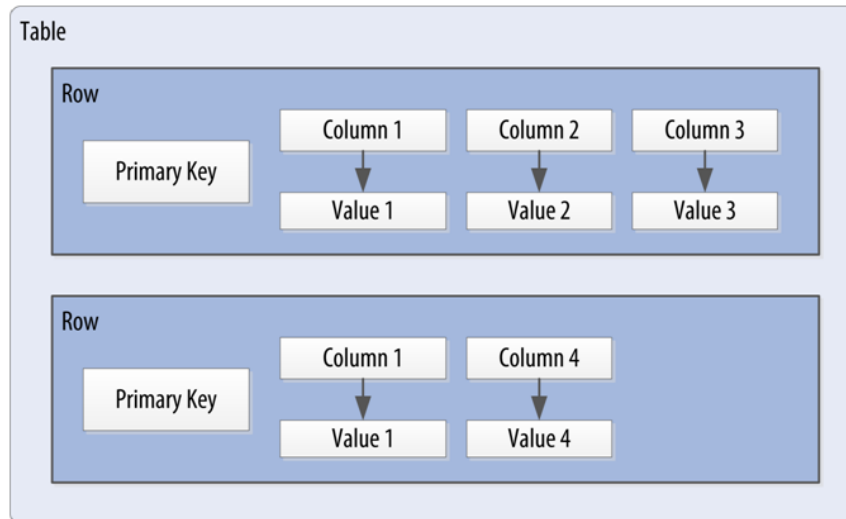 Table
Row
Primary Key
Column 1
Column 2
Column 3
Value 1
Value 2
Value 3
Row
Primary Key
Column 1
Column 4
Value 1
Value 4